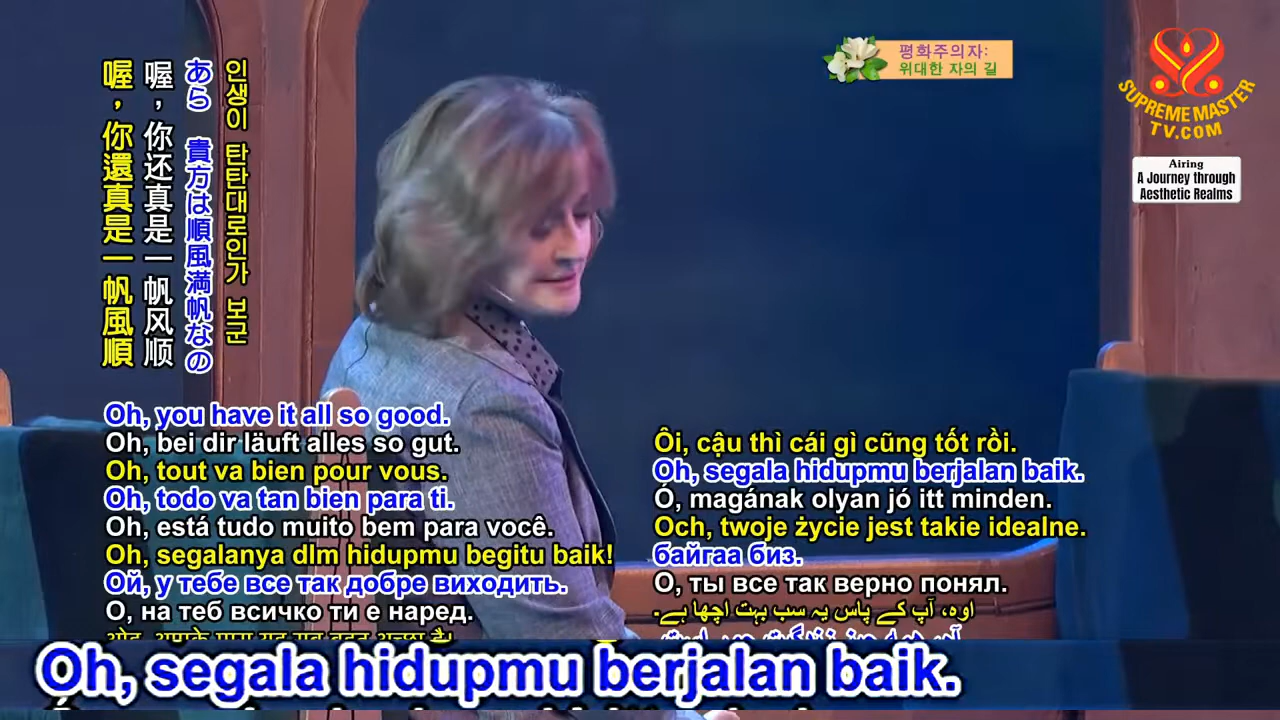 평화주의자:
위대한 자의 길
SUPREME MASTER
TV.COM
Airing
A Journey through
Aesthetic Realms
인생이 탄탄대로인가 보군
あら 貴方は順風満帆なの
喔，你还真是一帆风顺
喔，你還真是一帆風順
Oh, you have it all so good.
Oh, bei dir läuft alles so gut.
Oh, tout va bien pour vous.
Oh, todo va tan bien para ti.
Oh, está tudo muito bem para você.
Oh, segalanya dlm hidupmu begitu baik!
Ой, у тебе все так добре виходить.
О, на теб всичко ти е наред.
Ôi, cậu thì cái gì cũng tốt rồi.
Oh, segala hidupmu berjalan baik.
Ó, magának olyan jó itt minden.
Och, twoje życie jest takie idealne.
байгаа биз.
О, ты все так верно понял.
اوہ، آپ کے پاس یہ سب بہت اچھا ہے.
Oh, segala hidupmu berjalan baik.